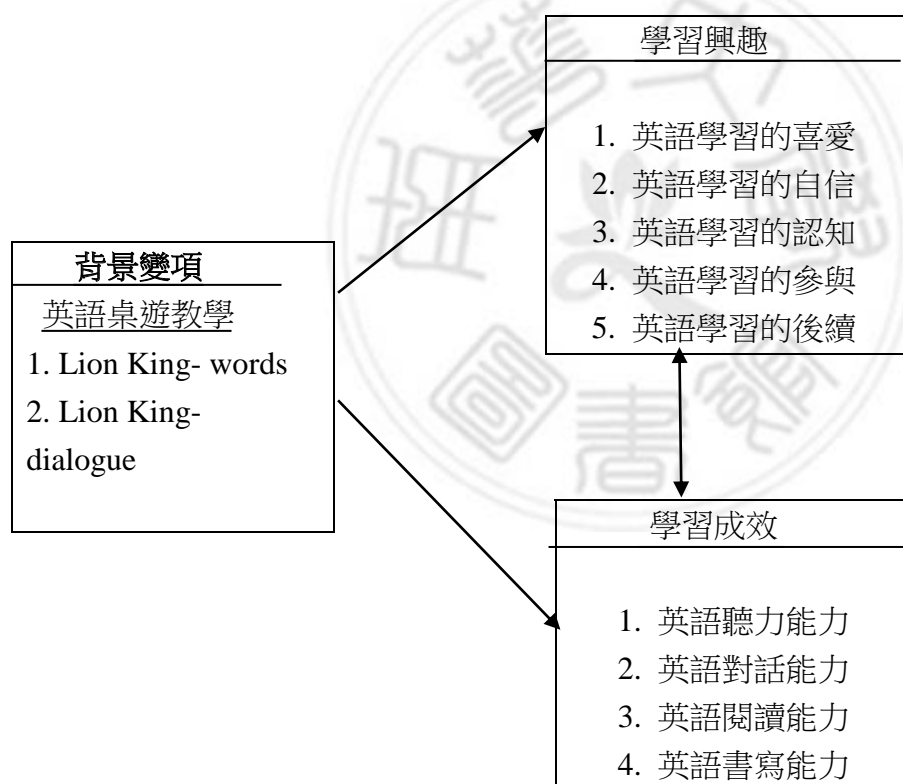 學習興趣
1. 英語學習的喜愛
2. 英語學習的自信
3. 英語學習的認知
4. 英語學習的參與
5. 英語學習的後續
背景變項
英語桌遊教學
1. Lion King- words
2. Lion King-
dialogue
學習成效
1. 英語聽力能力
2. 英語對話能力
3. 英語閱讀能力
4. 英語書寫能力